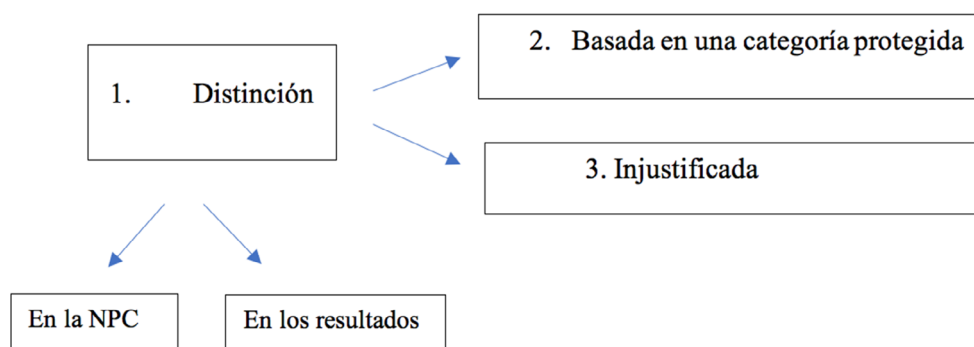 1. Distinción
2. Basada en una categoría protegida
3. Injustificada
En la NPC
En los resultados